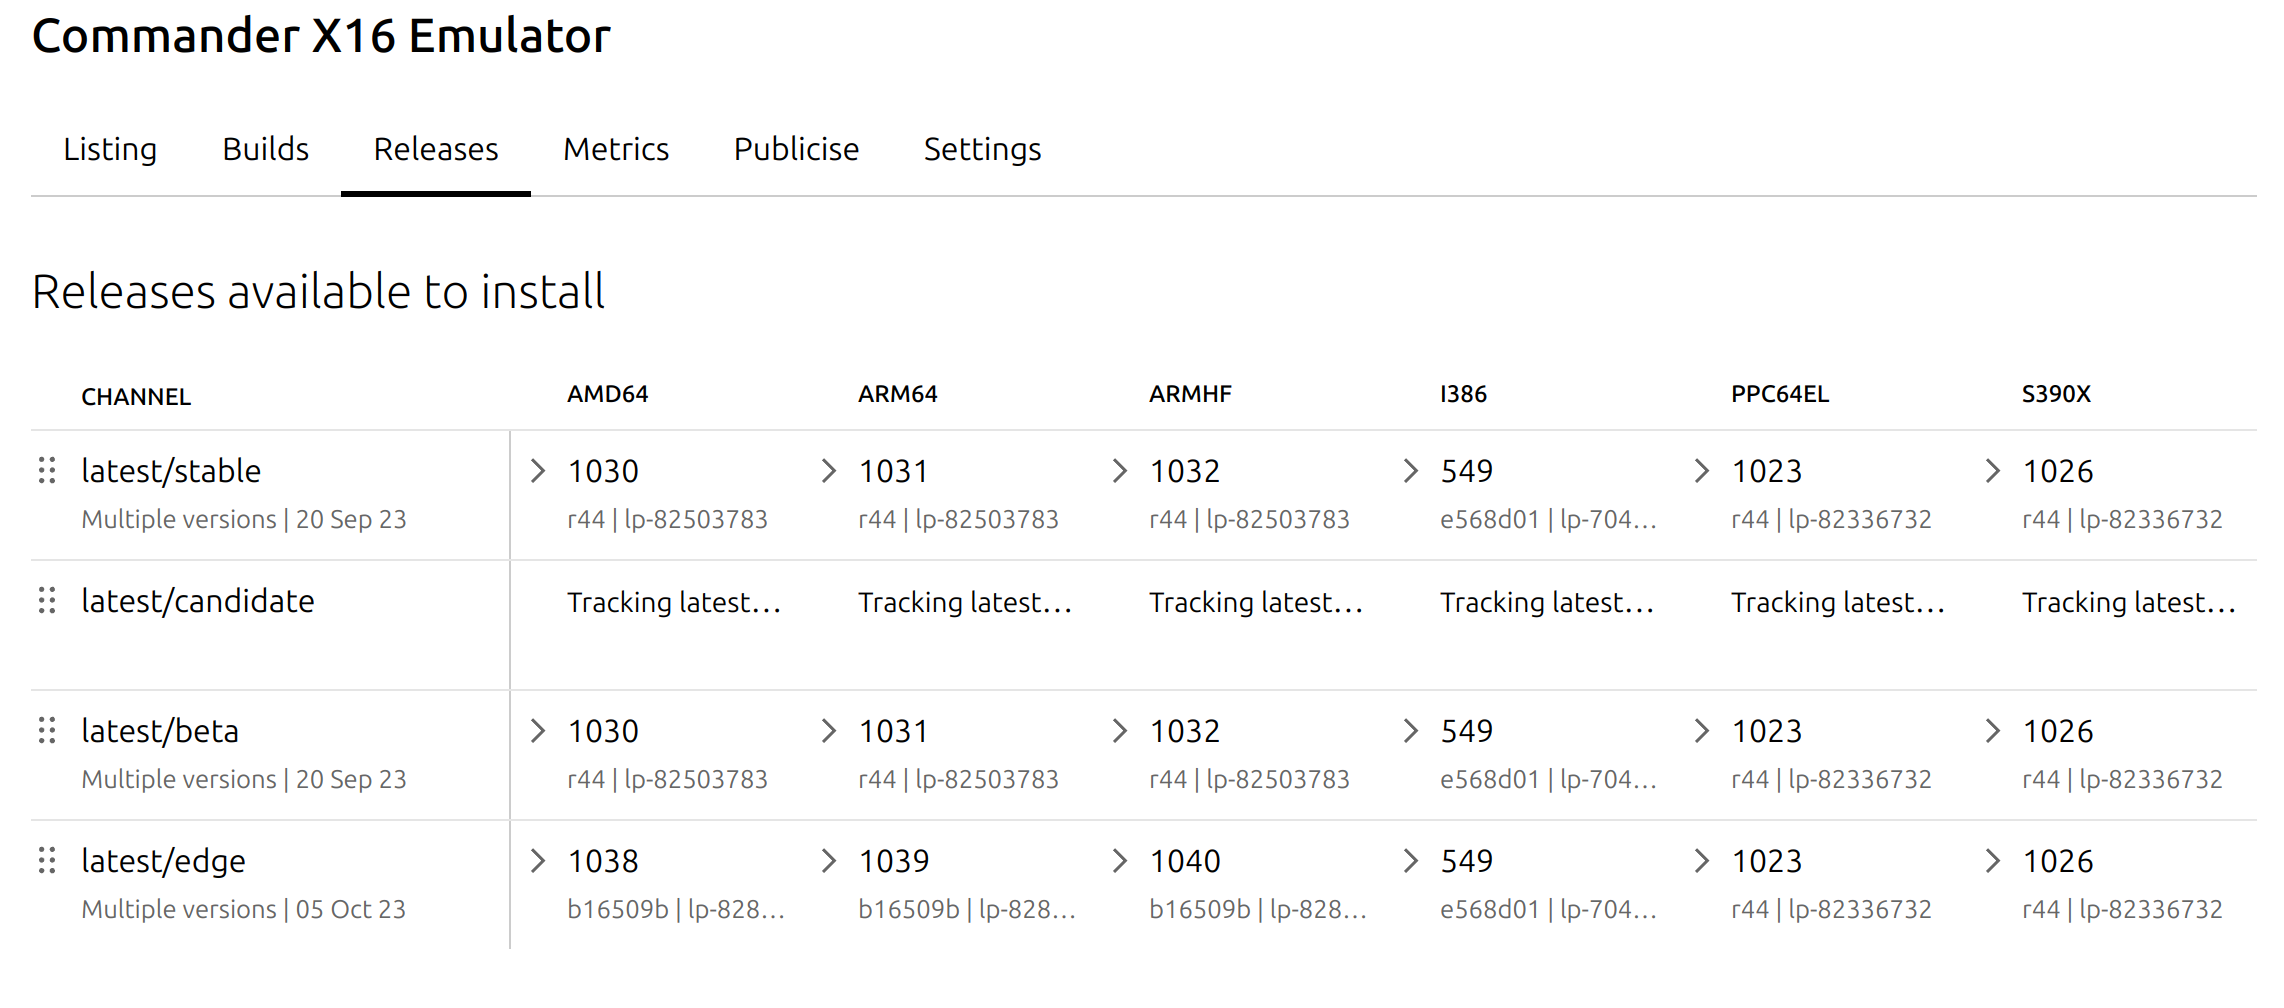 Commander X16 Emulator
Listing Builds Releases Metrics Publicise Settings
Releases available to install
CHANNEL AMD64 ARM64 ARMHF I386 PPC64EL S390X
latest/stable 1030 1031 1032 549 1023 1026
Multiple versions | 20 Sep 23 r44 | lp-82503783 r44 | lp-82503783 r44 | lp-82503783 e568d01 | lp-704… r44 | lp-82336732 r44 | lp-82336732
latest/candidate Tracking latest… Tracking latest… Tracking latest… Tracking latest… Tracking latest… Tracking latest…
latest/beta 1030 1031 1032 549 1023 1026
Multiple versions | 20 Sep 23 r44 | lp-82503783 r44 | lp-82503783 r44 | lp-82503783 e568d01 | lp-704… r44 | lp-82336732 r44 | lp-82336732
latest/edge 1038 1039 1040 549 1023 1026
Multiple versions | 05 Oct 23 b16509b | lp-828… b16509b | lp-828… b16509b | lp-828… e568d01 | lp-704… r44 | lp-82336732 r44 | lp-82336732